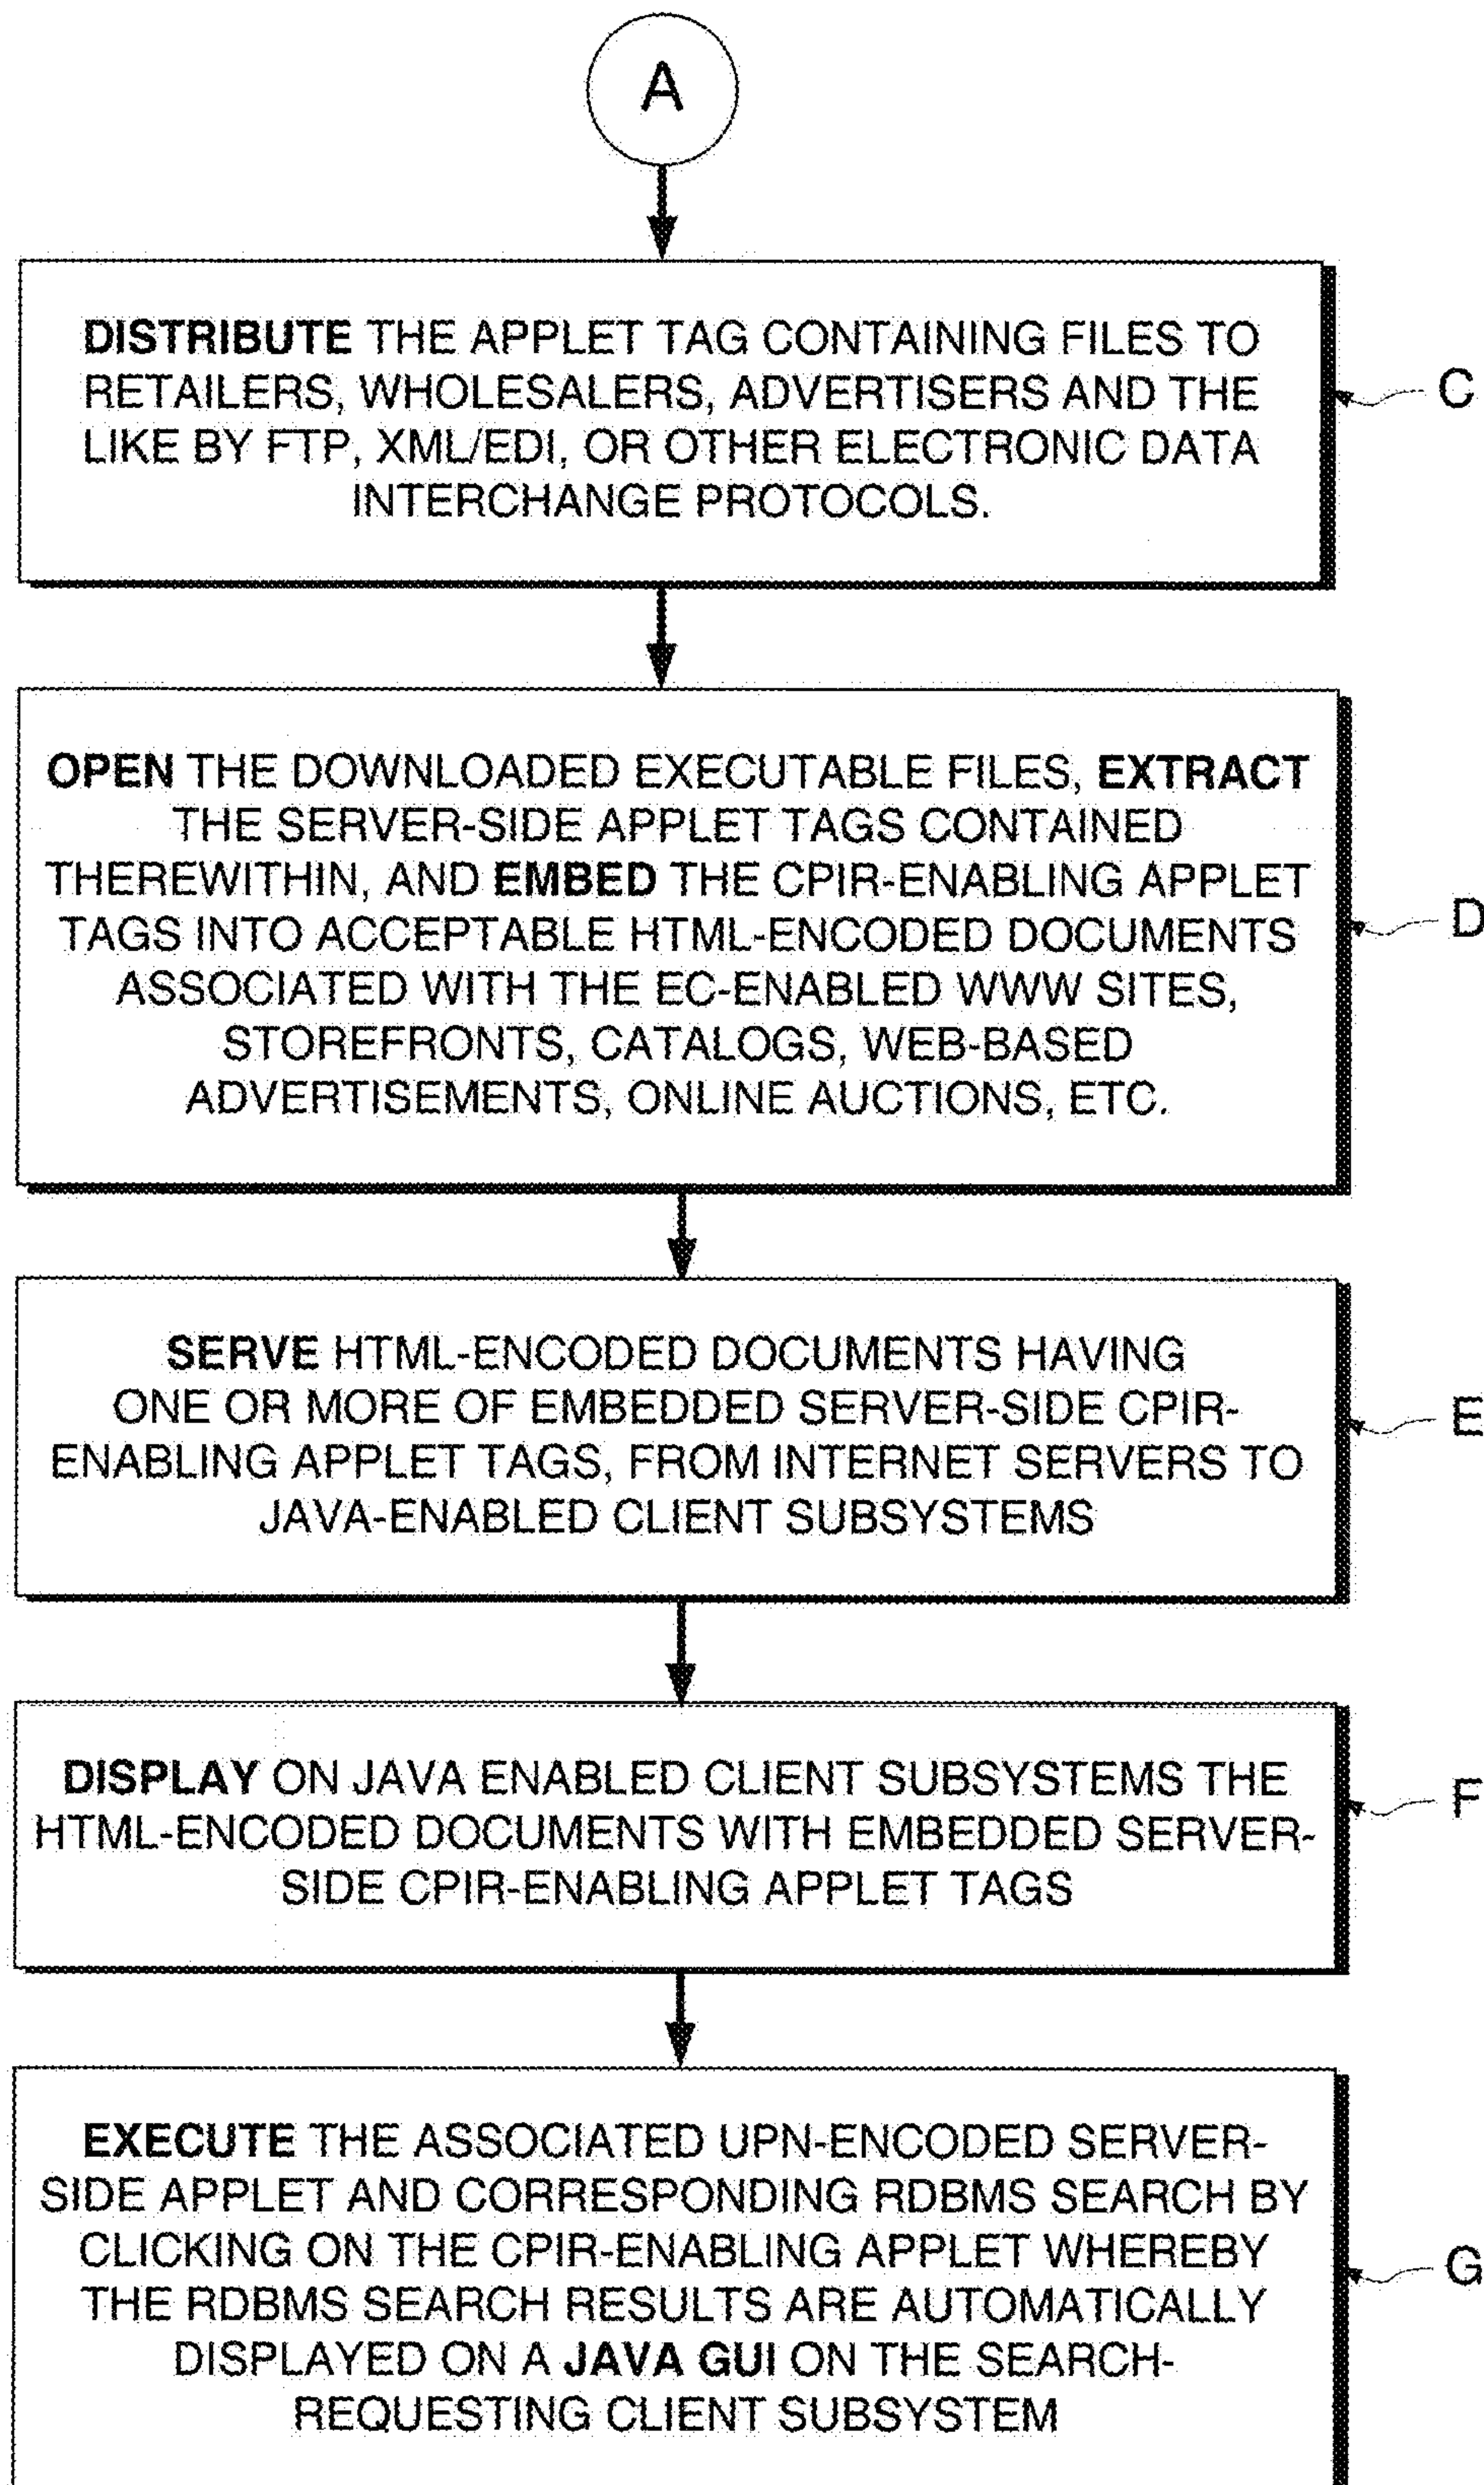 A
DISTRIBUTE THE APPLET TAG CONTAINING FILES TO
RETAILERS, WHOLESALERS, ADVERTISERS AND THE
LIKE BY FTP, XML/EDI, OR OTHER ELECTRONIC DATA
INTERCHANGE PROTOCOLS.
C
OPEN THE DOWNLOADED EXECUTABLE FILES, EXTRACT
THE SERVER-SIDE APPLET TAGS CONTAINED
THEREWITHIN, AND EMBED THE CPIR-ENABLING APPLET
TAGS INTO ACCEPTABLE HTML-ENCODED DOCUMENTS
ASSOCIATED WITH THE EC-ENABLED WWW SITES,
STOREFRONTS, CATALOGS, WEB-BASED
ADVERTISEMENTS, ONLINE AUCTIONS, ETC.
D
SERVE HTML-ENCODED DOCUMENTS HAVING
ONE OR MORE OF EMBEDDED SERVER-SIDE CPIR-
ENABLING APPLET TAGS, FROM INTERNET SERVERS TO
JAVA-ENABLED CLIENT SUBSYSTEMS
E
DISPLAY ON JAVA ENABLED CLIENT SUBSYSTEMS THE
HTML-ENCODED DOCUMENTS WITH EMBEDDED SERVER-
SIDE CPIR-ENABLING APPLET TAGS
F
EXECUTE THE ASSOCIATED UPN-ENCODED SERVER-
SIDE APPLET AND CORRESPONDING RDBMS SEARCH BY
CLICKING ON THE CPIR-ENABLING APPLET WHEREBY
THE RDBMS SEARCH RESULTS ARE AUTOMATICALLY
DISPLAYED ON A JAVA GUI ON THE SEARCH-
REQUESTING CLIENT SUBSYSTEM
G